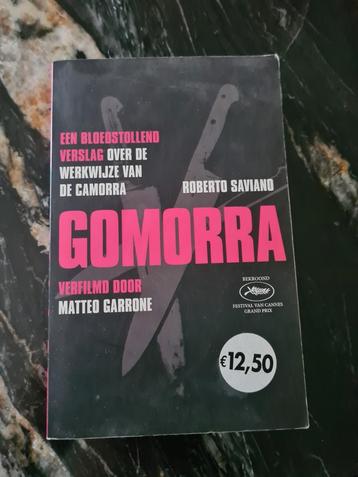 EEN BLOEDSTOLLEND
VERSLAG OVER DE
WERKWIJZE VAN
DE CAMORRA
ROBERTO SAVIANO
GOMORRA
VERFILMD DOOR
MATTEO GARRONE
BEKROOND
FESTIVAL VAN CANNES
GRAND PRIX
€12,50